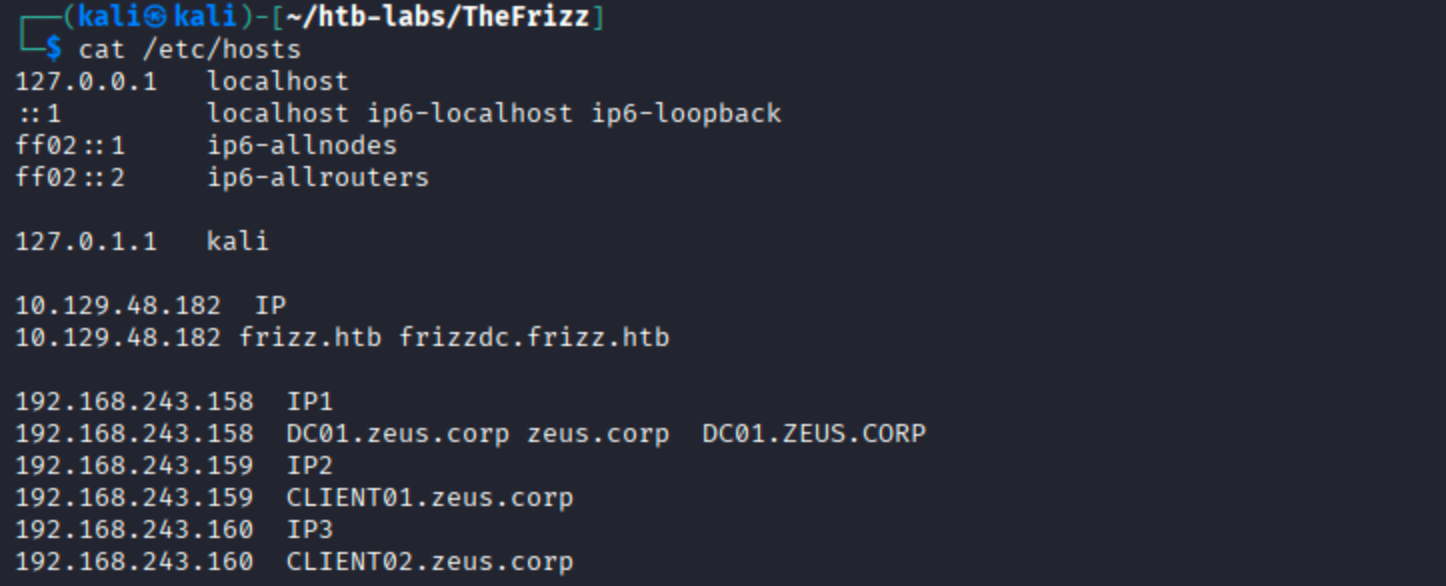 ┌──(kali㉿kali)-[~/htb-labs/TheFrizz]
└─$ cat /etc/hosts
127.0.0.1   localhost
::1         localhost ip6-localhost ip6-loopback
ff02::1     ip6-allnodes
ff02::2     ip6-allrouters
127.0.1.1   kali
10.129.48.182  IP
10.129.48.182 frizz.htb frizzdc.frizz.htb
192.168.243.158  IP1
192.168.243.158  DC01.zeus.corp zeus.corp  DC01.ZEUS.CORP
192.168.243.159  IP2
192.168.243.159  CLIENT01.zeus.corp
192.168.243.160  IP3
192.168.243.160  CLIENT02.zeus.corp